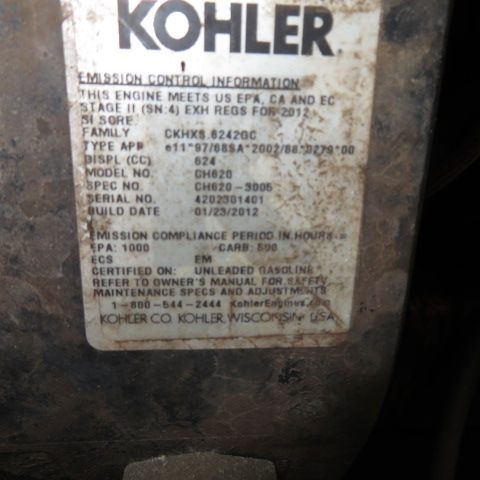 KOHLER.
EMISSION CONTROL INFORMATION
THIS ENGINE MEETS US EPA, CA AND EC
STAGE II (SN:4) EXH REGS FOR 2012
SI SORE.
FAMILY CKHXS.6242GC
TYPE APP e11*97/68SA*2002/88*0279*00
DISPL (CC) 624
MODEL NO. CH620
SPEC NO. CH620-3005
SERIAL NO. 4202301401
BUILD DATE 01/23/2012
EMISSION COMPLIANCE PERIOD IN HOURS
EPA: 1000 CARB:
ECS EM
CERTIFIED ON: UNLEADED GASOLINE
REFER TO OWNER'S MANUAL FOR SAFETY,
MAINTENANCE SPECS AND ADJUSTMENTS
1-800-544-2444 KohlerEngines.com
KOHLER CO. KOHLER, WISCONSIN USA